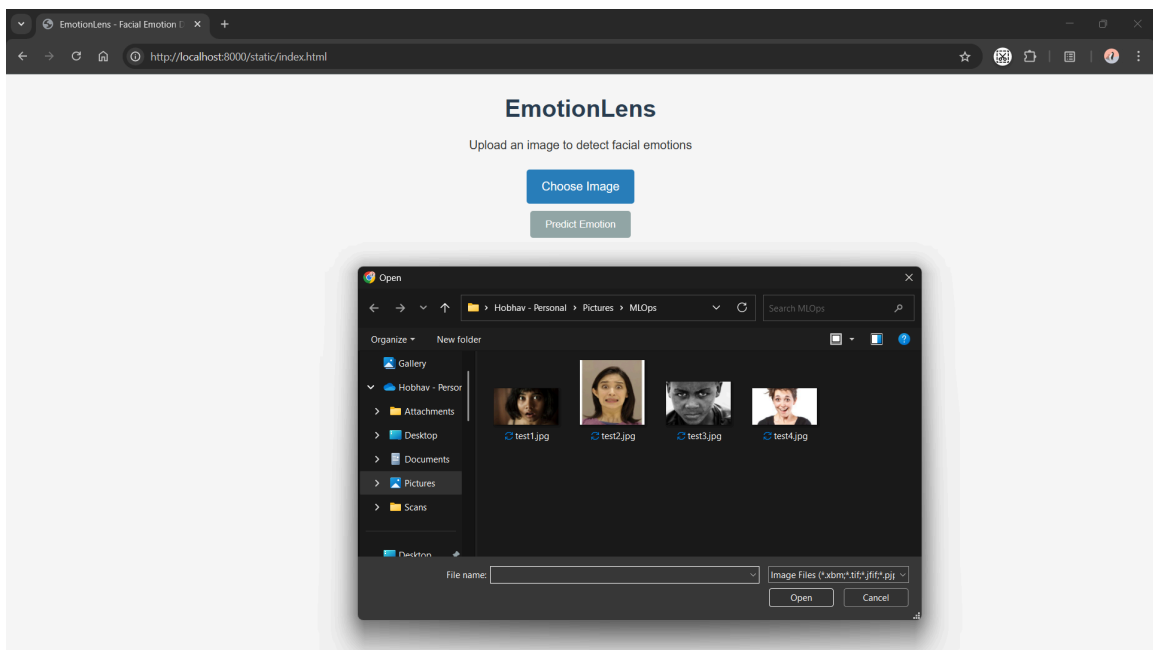 EmotionLens - Facial Emotion D
http://localhost:8000/static/index.html
EmotionLens
Upload an image to detect facial emotions
Choose Image
Predict Emotion
Open
Hobhav - Personal > Pictures > MLOps
Search MLOps
Organize
New folder
Gallery
Hobhav - Persor
Attachments
Desktop
Documents
Pictures
Scans
Desktop
test1.jpg
test2.jpg
test3.jpg
test4.jpg
File name:
Image Files (*.xbm;*.tif;*.jfif;*.pj
Open
Cancel